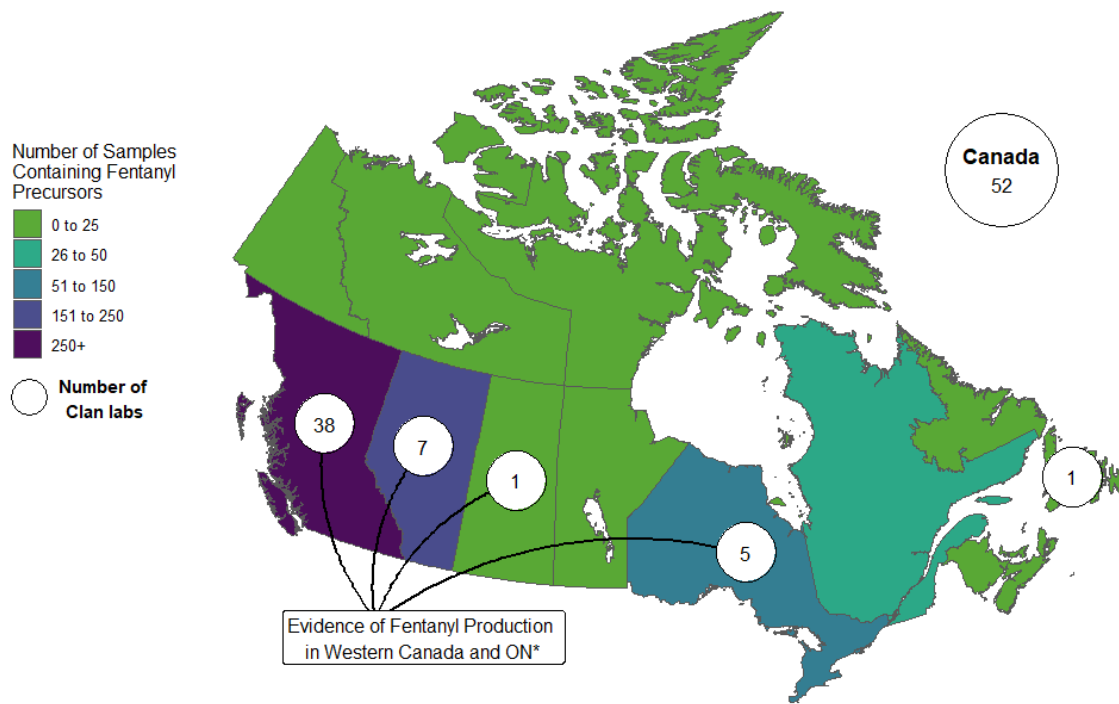 Number of Samples
Containing Fentanyl
Precursors
0 to 25
26 to 50
51 to 150
151 to 250
250+
Number of
Clan labs
Canada
52
38
7
1
5
1
Evidence of Fentanyl Production
in Western Canada and ON*